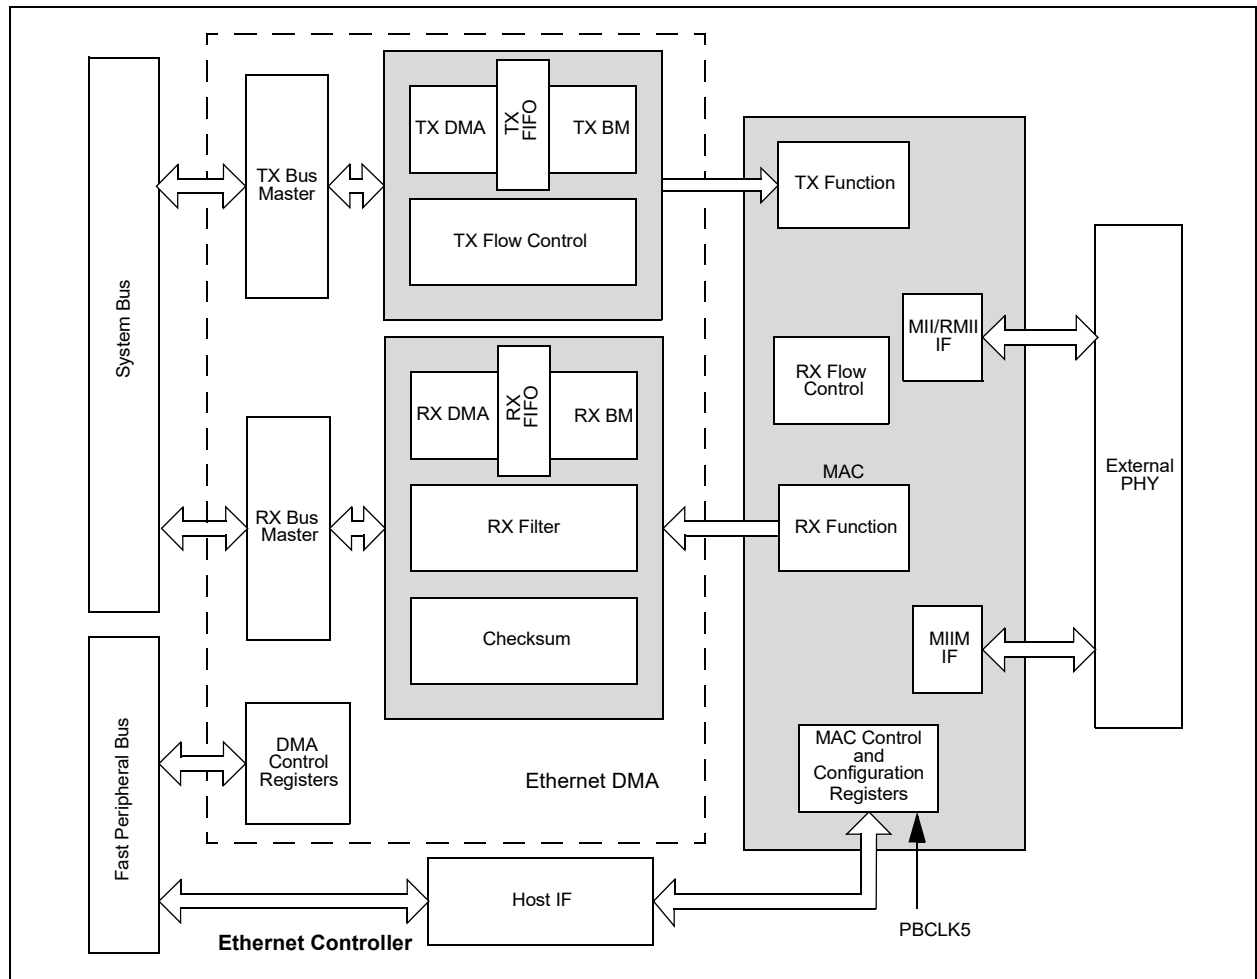 System Bus
Fast Peripheral Bus
TX Bus
Master
TX DMA
TX
FIFO
TX BM
TX Flow Control
RX Bus
Master
RX DMA
RX
FIFO
RX BM
RX Filter
Checksum
DMA
Control
Registers
Ethernet DMA
Host IF
Ethernet Controller
TX Function
MII/RMII
IF
RX Flow
Control
MAC
RX Function
MIIM
IF
MAC Control
and
Configuration
Registers
PBCLK5
External
PHY